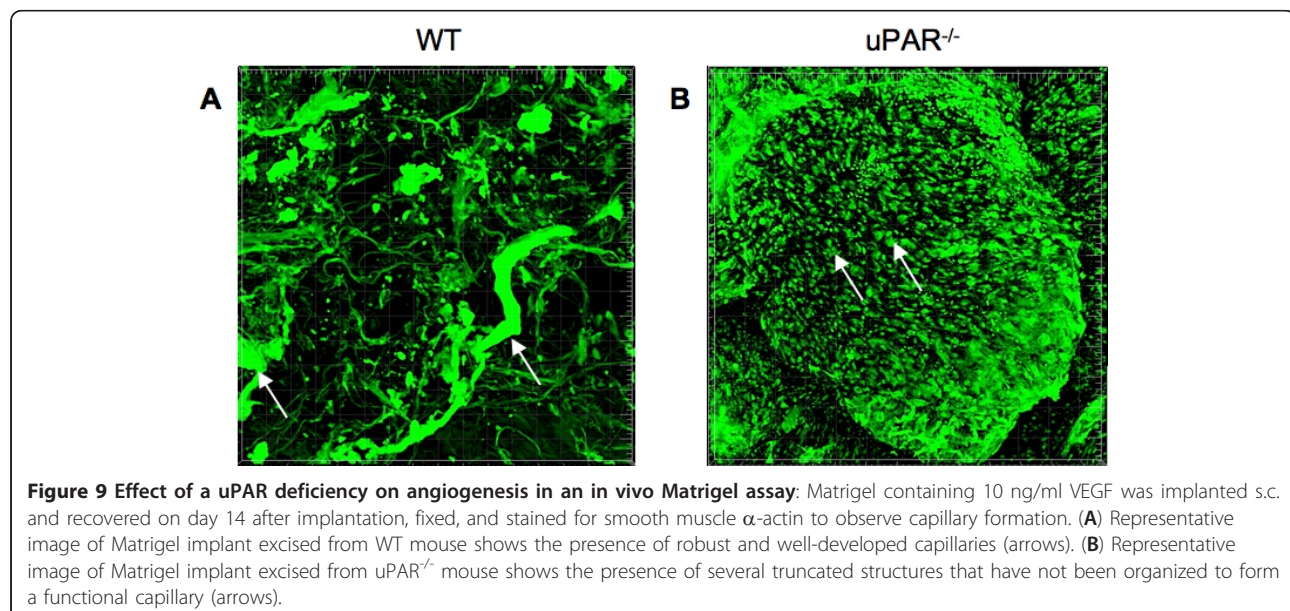 WT
uPAR-/-
A
B
Figure 9 Effect of a uPAR deficiency on angiogenesis in an in vivo Matrigel assay: Matrigel containing 10 ng/ml VEGF was implanted s.c.
and recovered on day 14 after implantation, fixed, and stained for smooth muscle α-actin to observe capillary formation. (A) Representative
image of Matrigel implant excised from WT mouse shows the presence of robust and well-developed capillaries (arrows). (B) Representative
image of Matrigel implant excised from uPAR-/- mouse shows the presence of several truncated structures that have not been organized to form
a functional capillary (arrows).